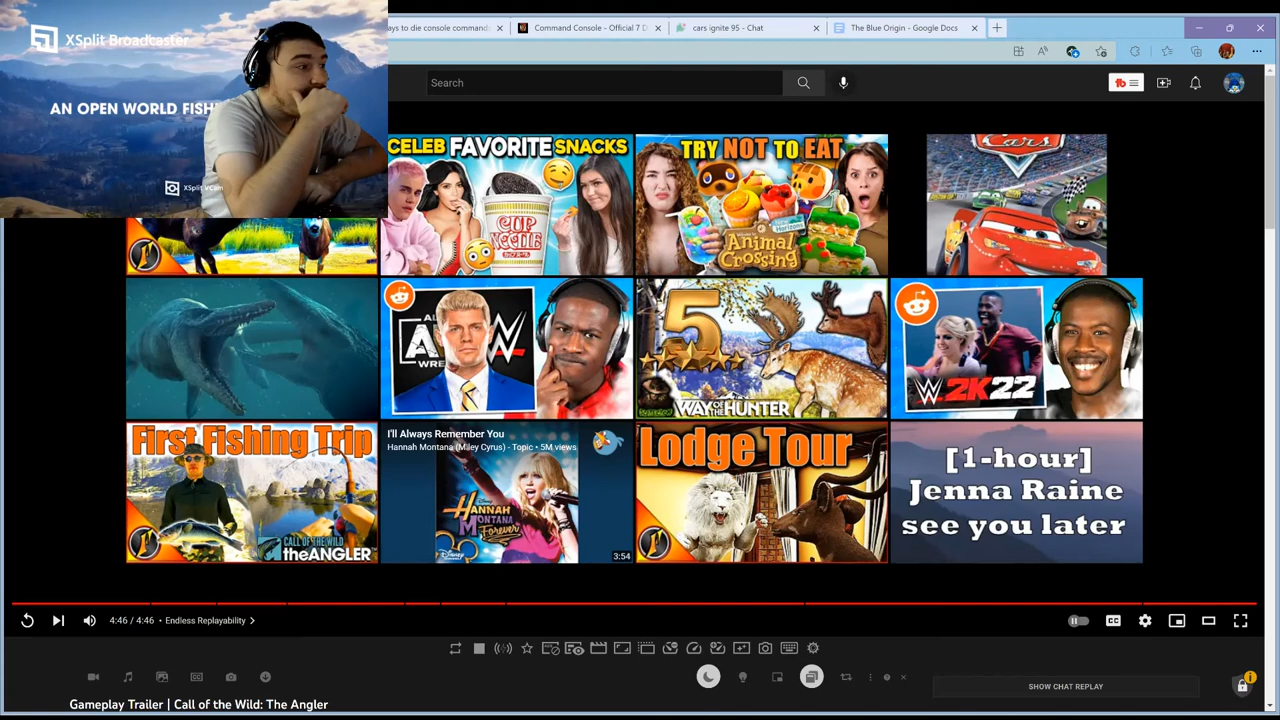 XSplit Broadcaster
AN OPEN WORLD FISH
XSplit VCam
ays to die console command
Command Console - Official 7 D
cars ignite 95 - Chat
The Blue Origin - Google Docs
Search
CELEB FAVORITE SNACKS
CUP
NOODLE
TRY NOT TO EAT
Welcome to
Animal
Crossing
Cars
5
WAY OF THE HUNTER
W2K22
First Fishing Trip
CALL OF THE WILD
theANGLER
I'll Always Remember You
Hannah Montana (Miley Cyrus) - Topic • 5M views
HANNAH
MONTANA
Forever
Disney
3:54
Lodge Tour
[1-hour]
Jenna Raine
see you later
4:46 / 4:46 • Endless Replayability
CC
SHOW CHAT REPLAY
Gameplay Trailer | Call of the Wild: The Angler